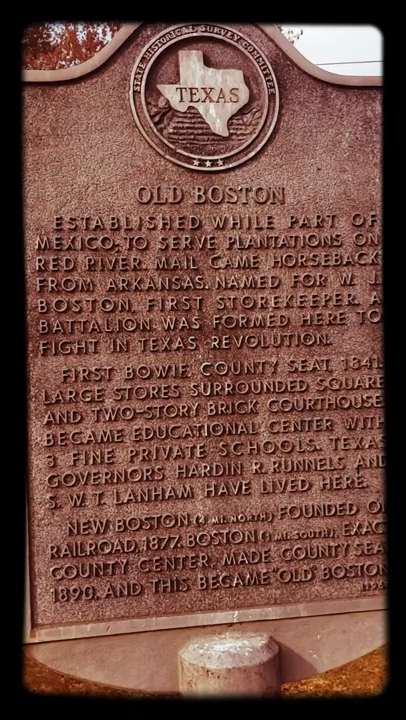 STATE HISTORICAL SURVEY COMMITTEE
TEXAS
OLD BOSTON
ESTABLISHED WHILE PART OF
MEXICO; TO SERVE PLANTATIONS ON
RED RIVER. MAIL CAME HORSEBACK
FROM ARKANSAS. NAMED FOR W. J.
BOSTON, FIRST STOREKEEPER. A
BATTALION WAS FORMED HERE TO
FIGHT IN TEXAS REVOLUTION.
FIRST BOWIE COUNTY SEAT, 1841.
LARGE STORES SURROUNDED SQUARE
AND TWO-STORY BRICK COURTHOUSE.
BECAME EDUCATIONAL CENTER WITH
3 FINE PRIVATE SCHOOLS. TEXAS
GOVERNORS HARDIN R. RUNNELS AND
S. W. T. LANHAM HAVE LIVED HERE.
NEW BOSTON (4 MI. NORTH) FOUNDED ON
RAILROAD, 1877. BOSTON (1 MI. SOUTH), EXACT
COUNTY CENTER, MADE COUNTY SEAT
1890, AND THIS BECAME "OLD" BOSTON.